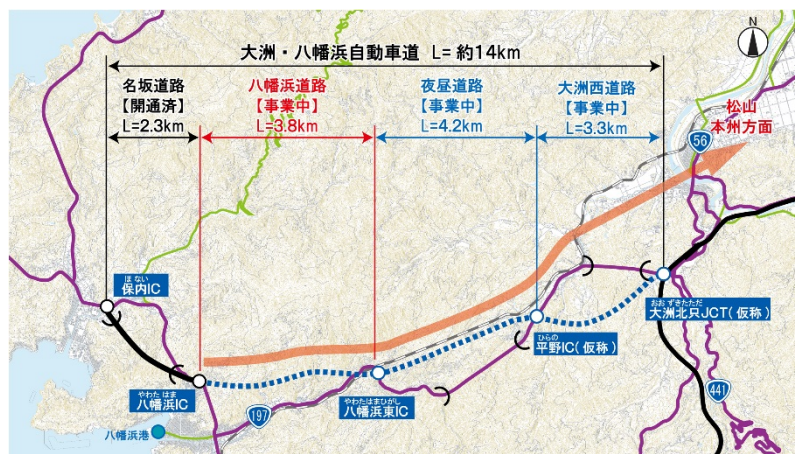 大洲・八幡浜自動車道 L=約14km
N
名坂道路
【開通済】
L=2.3km
八幡浜道路
【事業中】
L=3.8km
夜昼道路
【事業中】
L=4.2km
大洲西道路
【事業中】
L=3.3km
松山
本州方面
56
ほ ない
保内IC
おお ず きた ただ
大洲北只JCT(仮称)
ひらの
平野IC(仮称)
やわた はま
八幡浜IC
やわたはまひがし
八幡浜東IC
441
197
八幡浜港